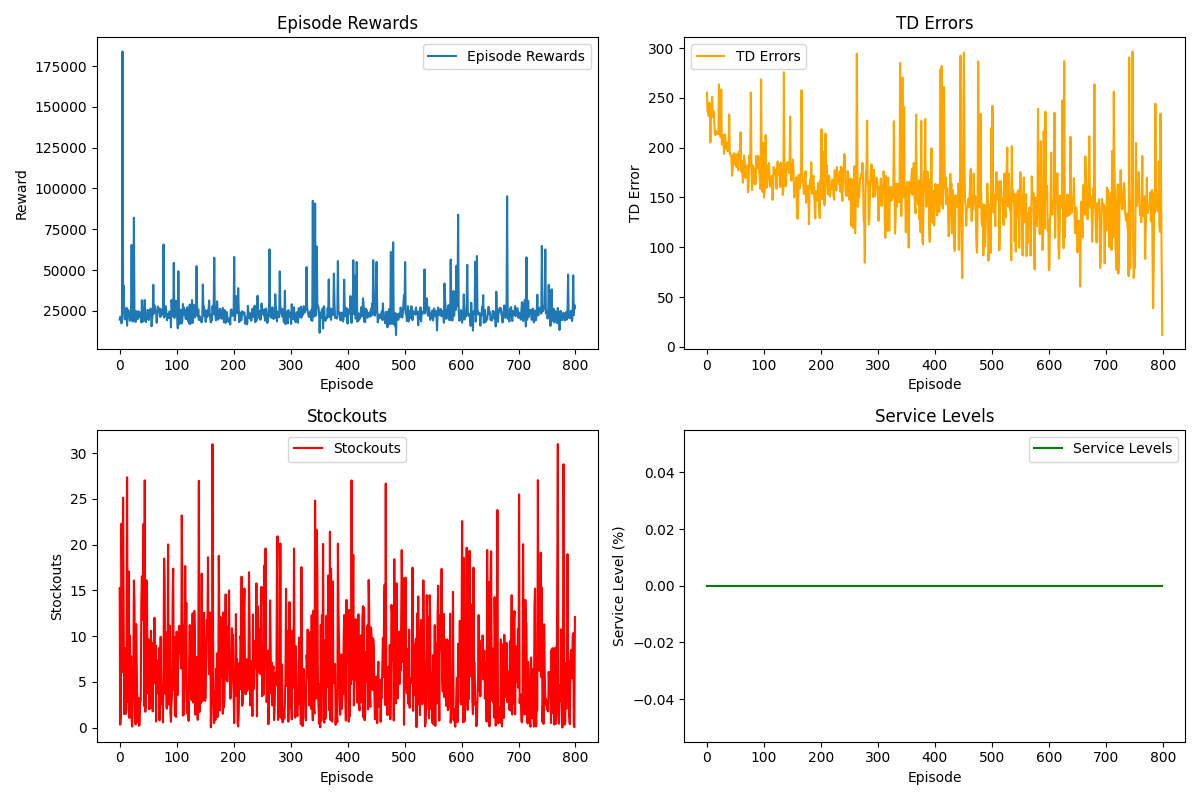 Episode Rewards
Reward
175000
150000
125000
100000
75000
50000
25000
Episode Rewards
0 100 200 300 400 500 600 700 800
Episode
TD Errors
TD Error
300
250
200
150
100
50
0
TD Errors
0 100 200 300 400 500 600 700 800
Episode
Stockouts
Stockouts
30
25
20
15
10
5
0
Stockouts
0 100 200 300 400 500 600 700 800
Episode
Service Levels
Service Level (%)
0.04
0.02
0.00
−0.02
−0.04
Service Levels
0 100 200 300 400 500 600 700 800
Episode